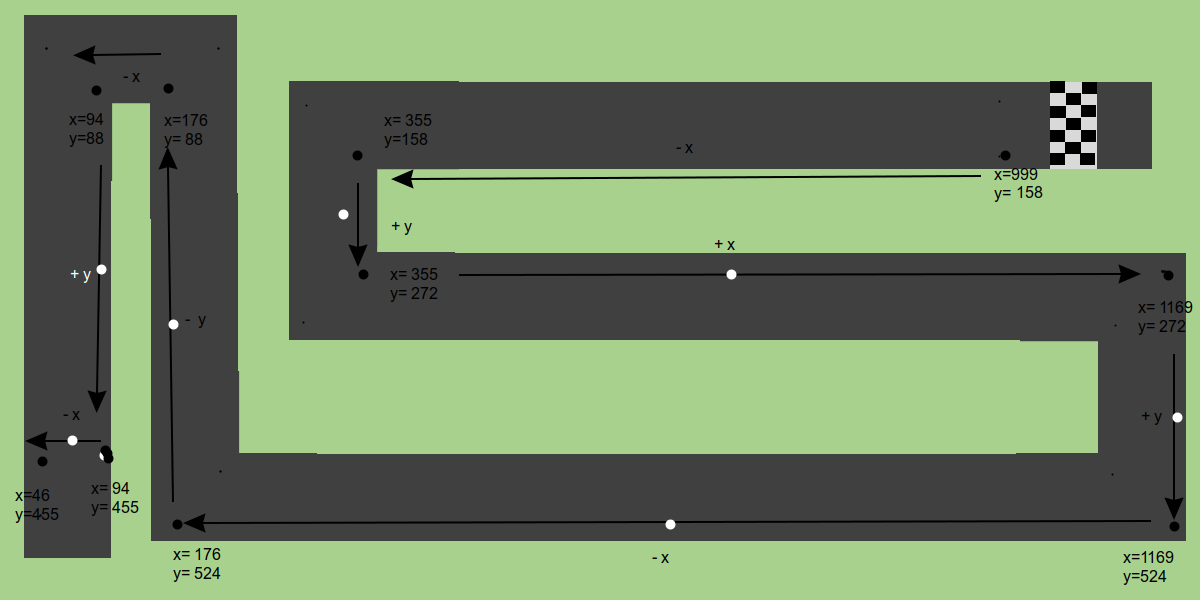 - x
x=94
y=88
x=176
y= 88
x= 355
y=158
- x
x=999
y= 158
+ y
+ x
x= 355
y= 272
x= 1169
y= 272
+ y
- y
- x
+ y
x=46
y=455
x= 94
y= 455
x= 176
y= 524
- x
x=1169
y=524